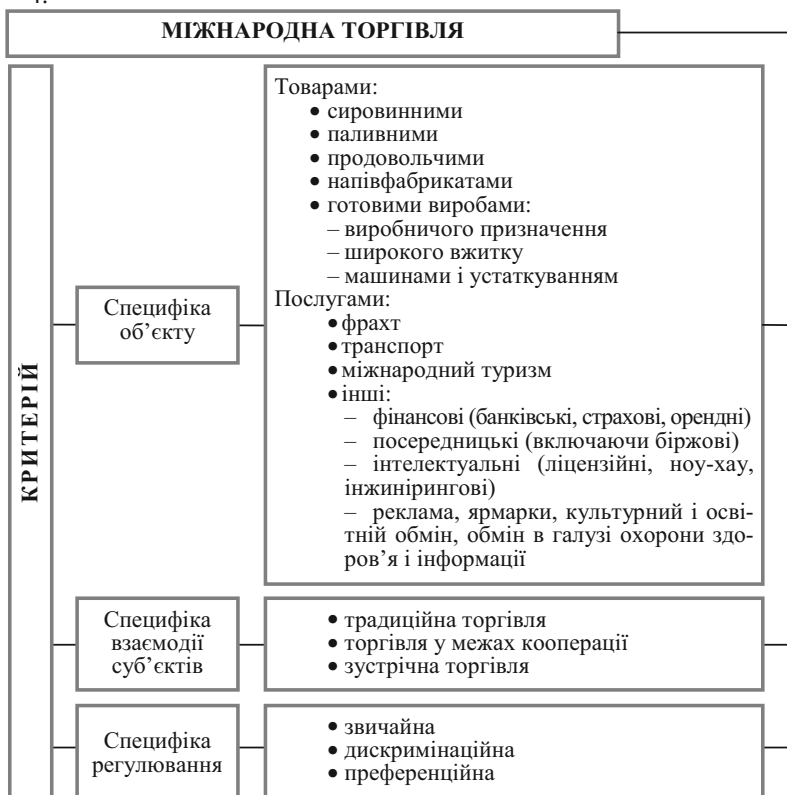 МІЖНАРОДНА ТОРГІВЛЯ
КРИТЕРІЙ
Специфіка
об’єкту
Товарами:
• сировинними
• паливними
• продовольчими
• напівфабрикатами
• готовими виробами:
– виробничого призначення
– широкого вжитку
– машинами і устаткуванням
Послугами:
• фрахт
• транспорт
• міжнародний туризм
• інші:
– фінансові (банківські, страхові, орендні)
– посередницькі (включаючи біржові)
– інтелектуальні (ліцензійні, ноу-хау,
інжинірингові)
– реклама, ярмарки, культурний і осві-
тній обмін, обмін в галузі охорони здо-
ров’я і інформації
Специфіка
взаємодії
суб’єктів
• традиційна торгівля
• торгівля у межах кооперації
• зустрічна торгівля
Специфіка
регулювання
• звичайна
• дискримінаційна
• преференційна